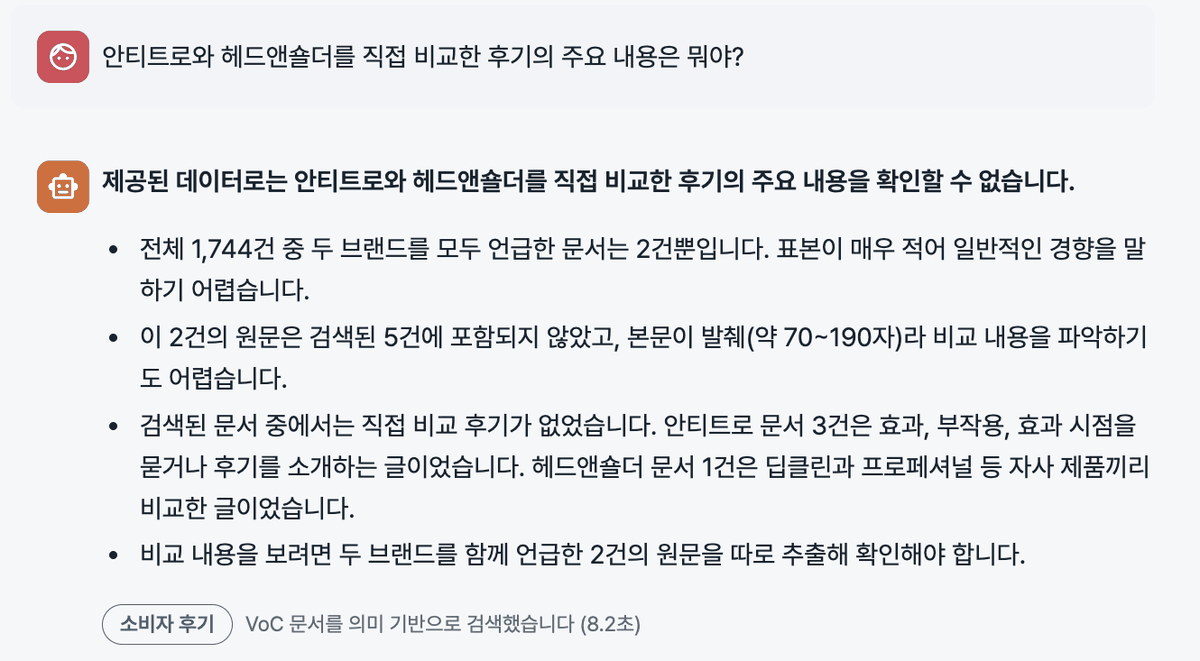 안티트로와 헤드앤숄더를 직접 비교한 후기의 주요 내용은 뭐야?
제공된 데이터로는 안티트로와 헤드앤숄더를 직접 비교한 후기의 주요 내용을 확인할 수 없습니다.
• 전체 1,744건 중 두 브랜드를 모두 언급한 문서는 2건뿐입니다. 표본이 매우 적어 일반적인 경향을 말
하기 어렵습니다.
• 이 2건의 원문은 검색된 5건에 포함되지 않았고, 본문이 발췌(약 70~190자)라 비교 내용을 파악하기
도 어렵습니다.
• 검색된 문서 중에서는 직접 비교 후기가 없었습니다. 안티트로 문서 3건은 효과, 부작용, 효과 시점을
묻거나 후기를 소개하는 글이었습니다. 헤드앤숄더 문서 1건은 딥클린과 프로페셔널 등 자사 제품끼리
비교한 글이었습니다.
• 비교 내용을 보려면 두 브랜드를 함께 언급한 2건의 원문을 따로 추출해 확인해야 합니다.
소비자 후기 VoC 문서를 의미 기반으로 검색했습니다 (8.2초)